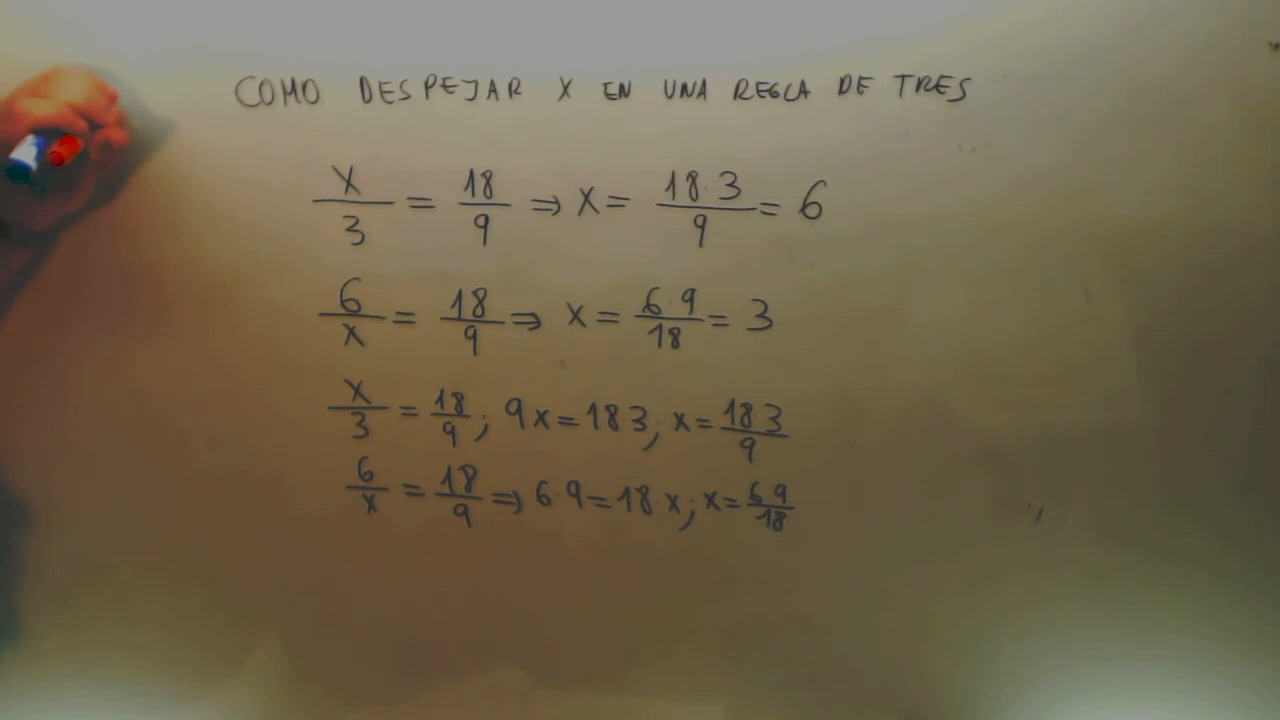 COMO DESPEJAR X EN UNA REGLA DE TRES
x/3 = 18/9 ⇒ x = 18·3/9 = 6
6/x = 18/9 ⇒ x = 6·9/18 = 3
x/3 = 18/9; 9x = 18 3, x = 18 3/9
6/x = 18/9 ⇒ 6·9 = 18x; x = 6 9/18